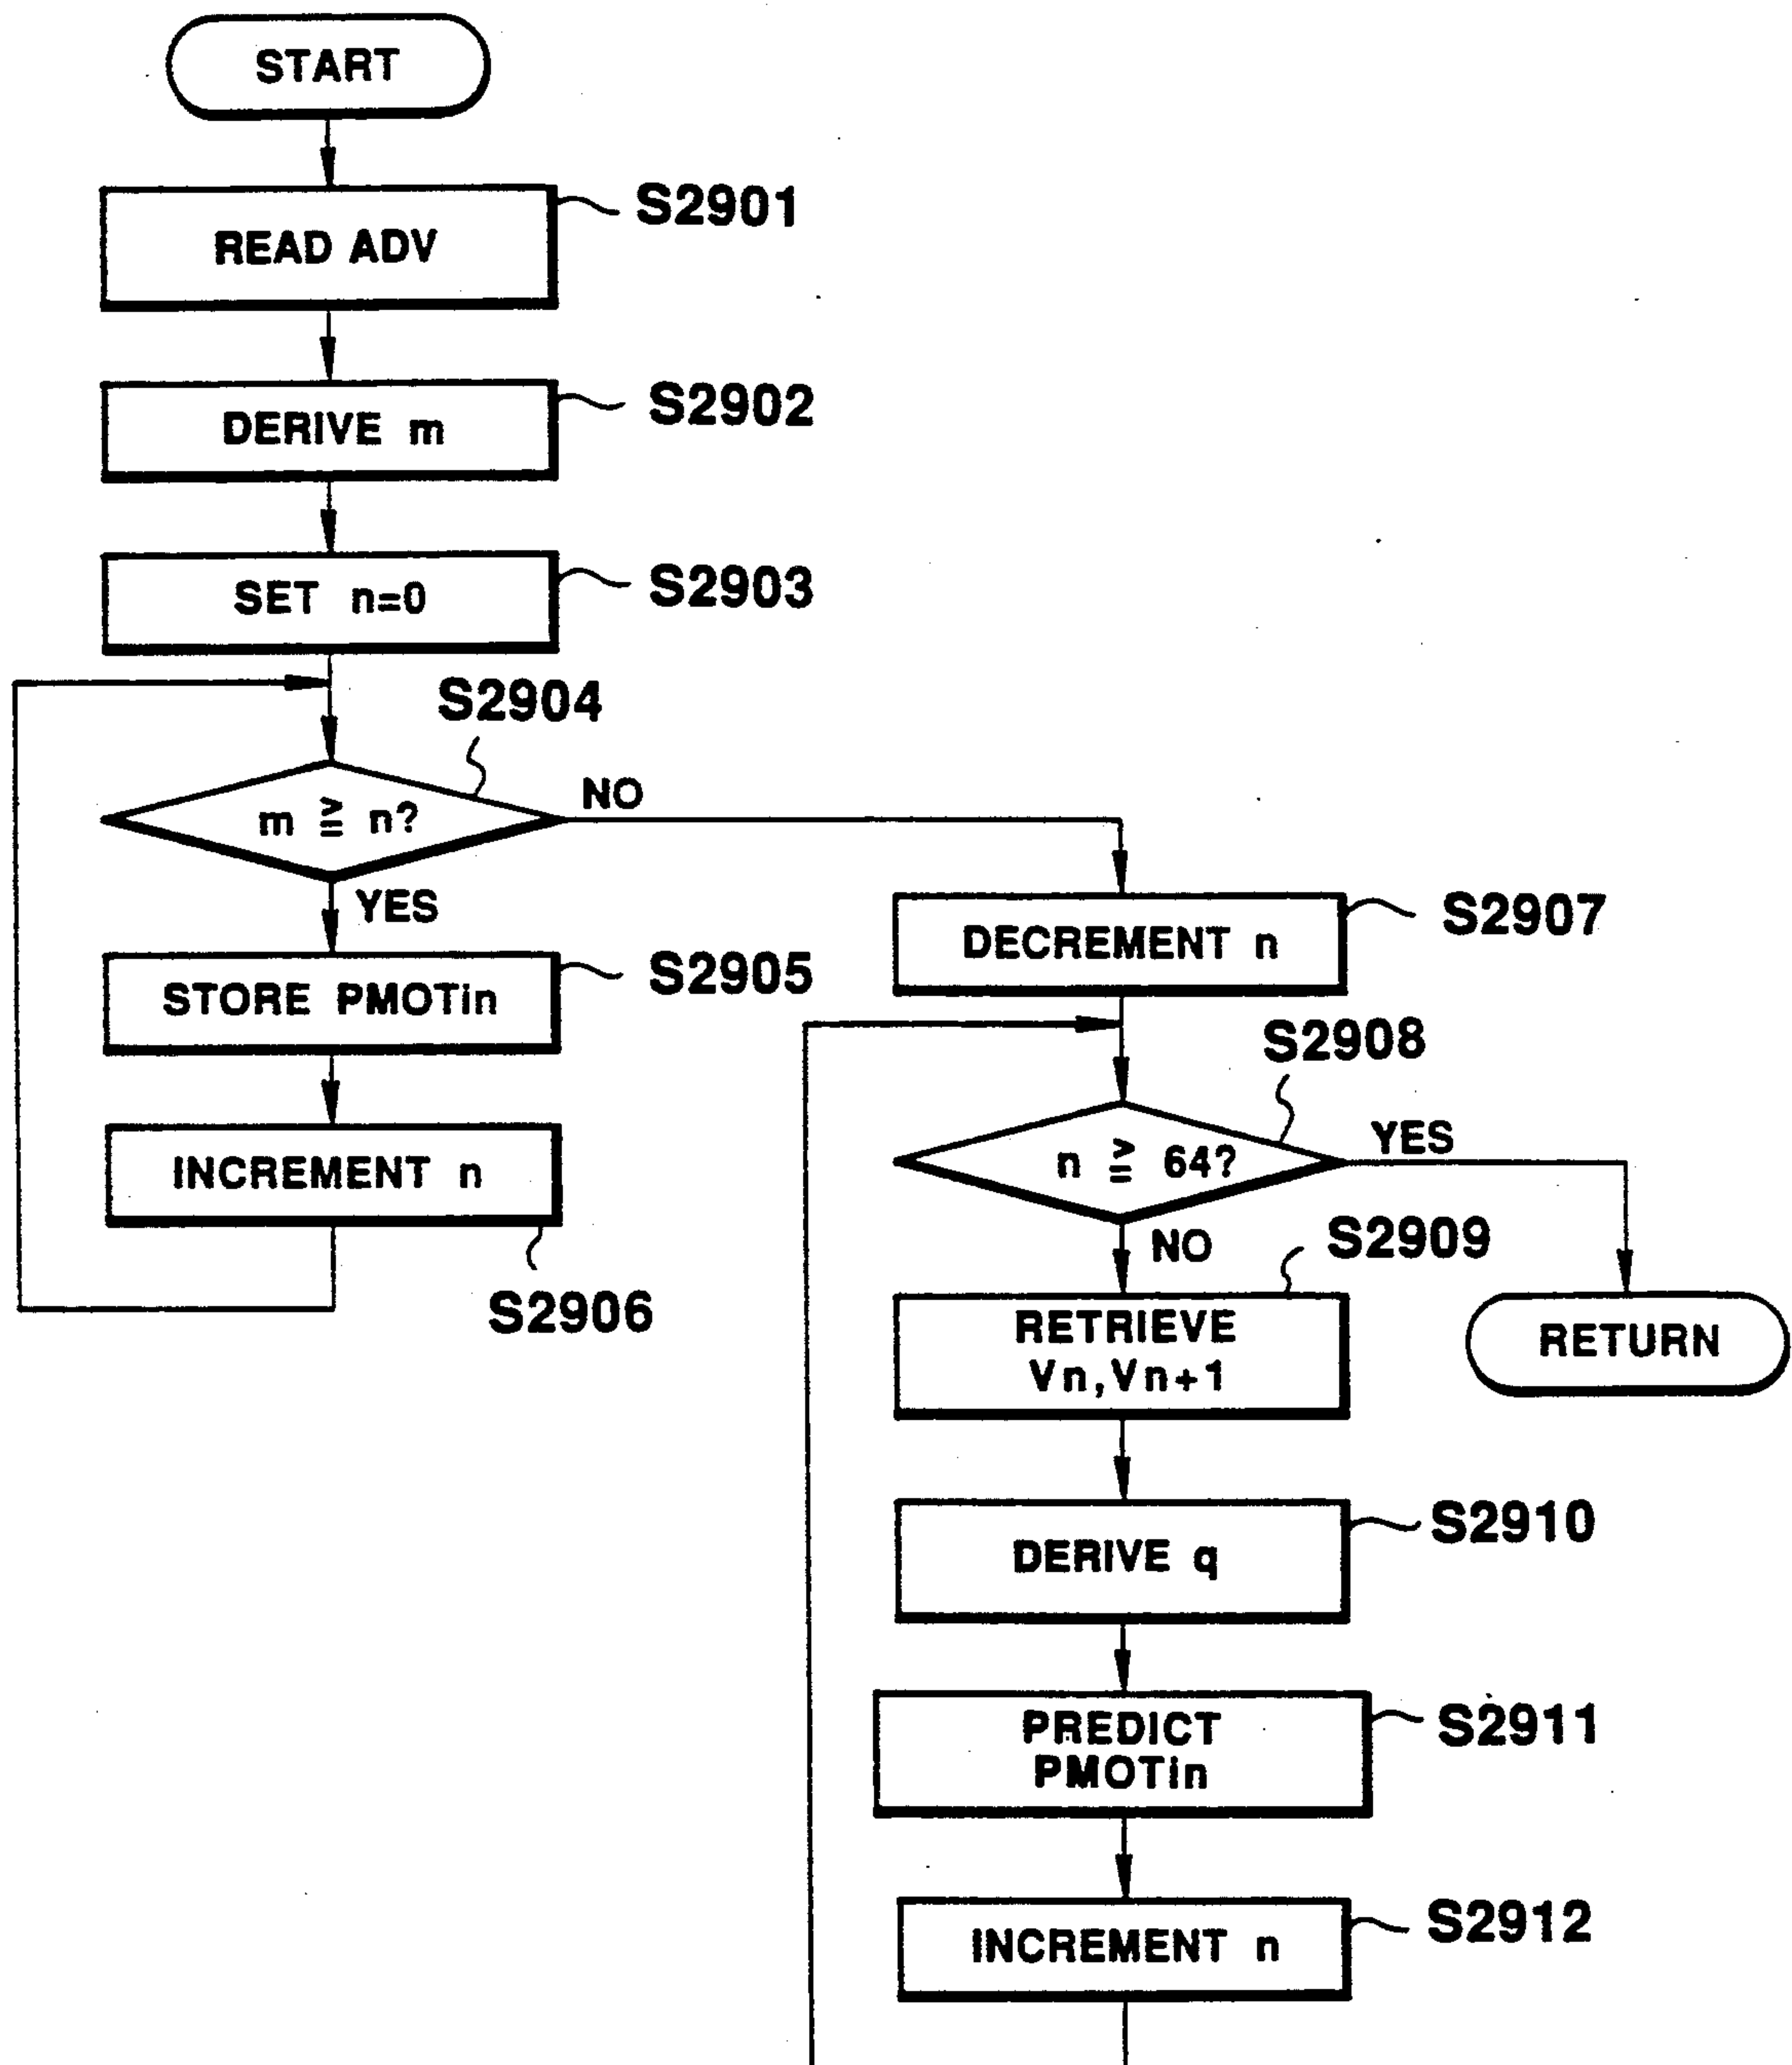 START
READ ADV
S2901
DERIVE m
S2902
SET n=0
S2903
S2904
m ≧ n?
NO
YES
STORE PMOTin
S2905
INCREMENT n
S2906
DECREMENT n
S2907
S2908
n ≧ 64?
YES
NO
S2909
RETRIEVE
Vn,Vn+1
RETURN
DERIVE q
S2910
PREDICT
PMOTin
S2911
INCREMENT n
S2912